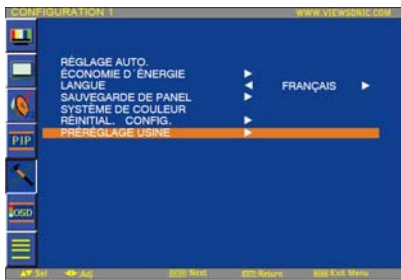 CONFIGURATION 1 WWW.VIEWSONIC.COM
RÉGLAGE AUTO.
ÉCONOMIE D´ÉNERGIE
LANGUE FRANÇAIS
SAUVEGARDE DE PANEL
SYSTÈME DE COULEUR
RÉINITIAL. CONFIG.
PRÉRÉGLAGE USINE
PIP
OSD
Sel Adj Next Return Exit Menu